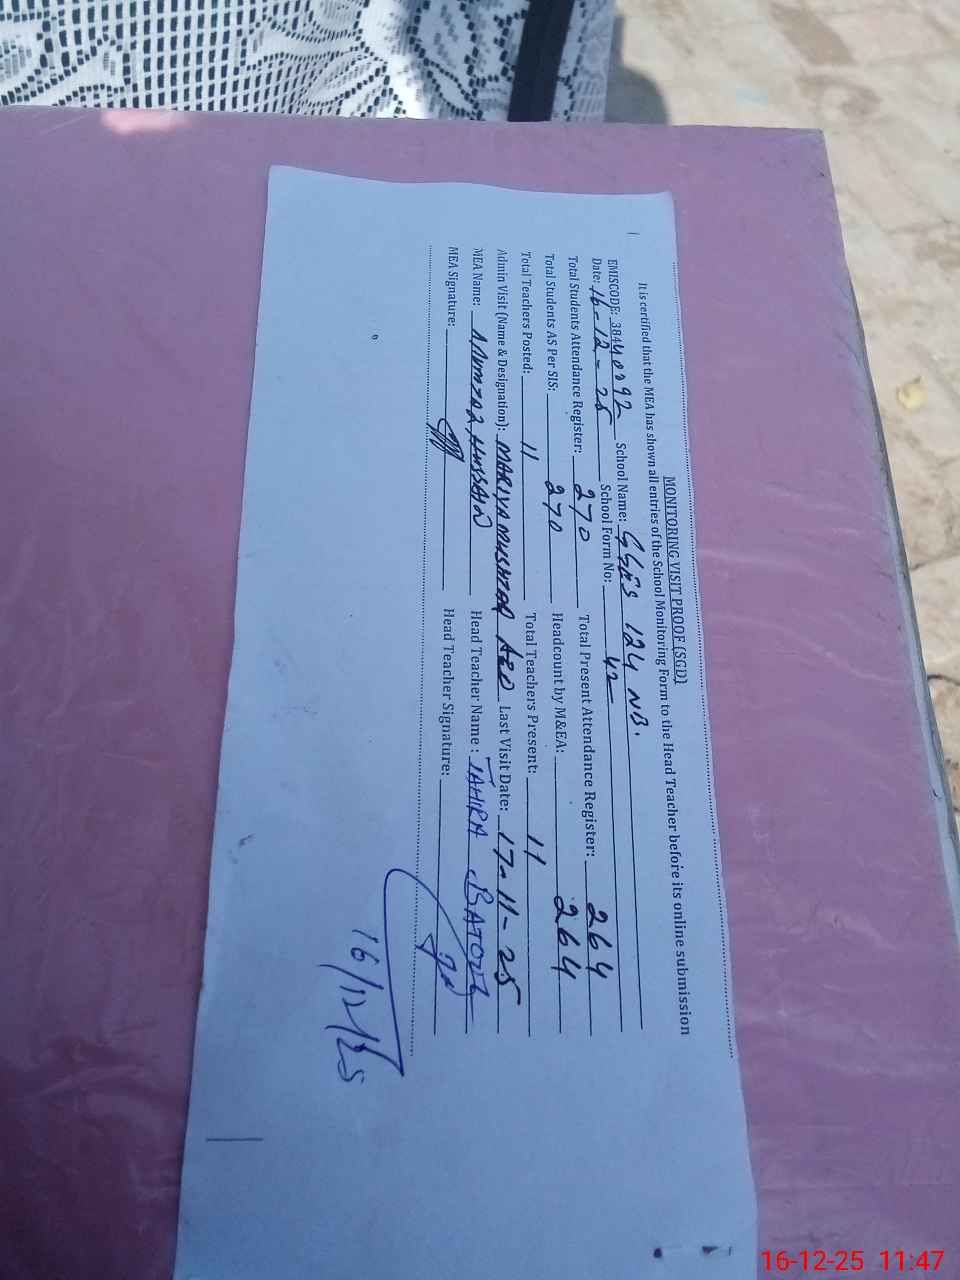 MONITORING VISIT PROOF (SGD)
It is certified that the MEA has shown all entries of the School Monitoring Form to the Head Teacher before its online submission
EMISCODE: 38440292 School Name: GGES 124 NB.
Date: 16-12-25 School Form No: 42
Total Students Attendance Register: 270 Total Present Attendance Register: 264
Total Students AS Per SIS: 270 Headcount by M&EA: 264
Total Teachers Posted: 11 Total Teachers Present: 11
Admin Visit (Name & Designation): MARIYA MUSHTAQ AEO Last Visit Date: 17-11-25
MEA Name: MUMTAZ HUSSAIN Head Teacher Name: TAHIRA BATOOL
MEA Signature: Head Teacher Signature:
16/12/25
16-12-25 11:47